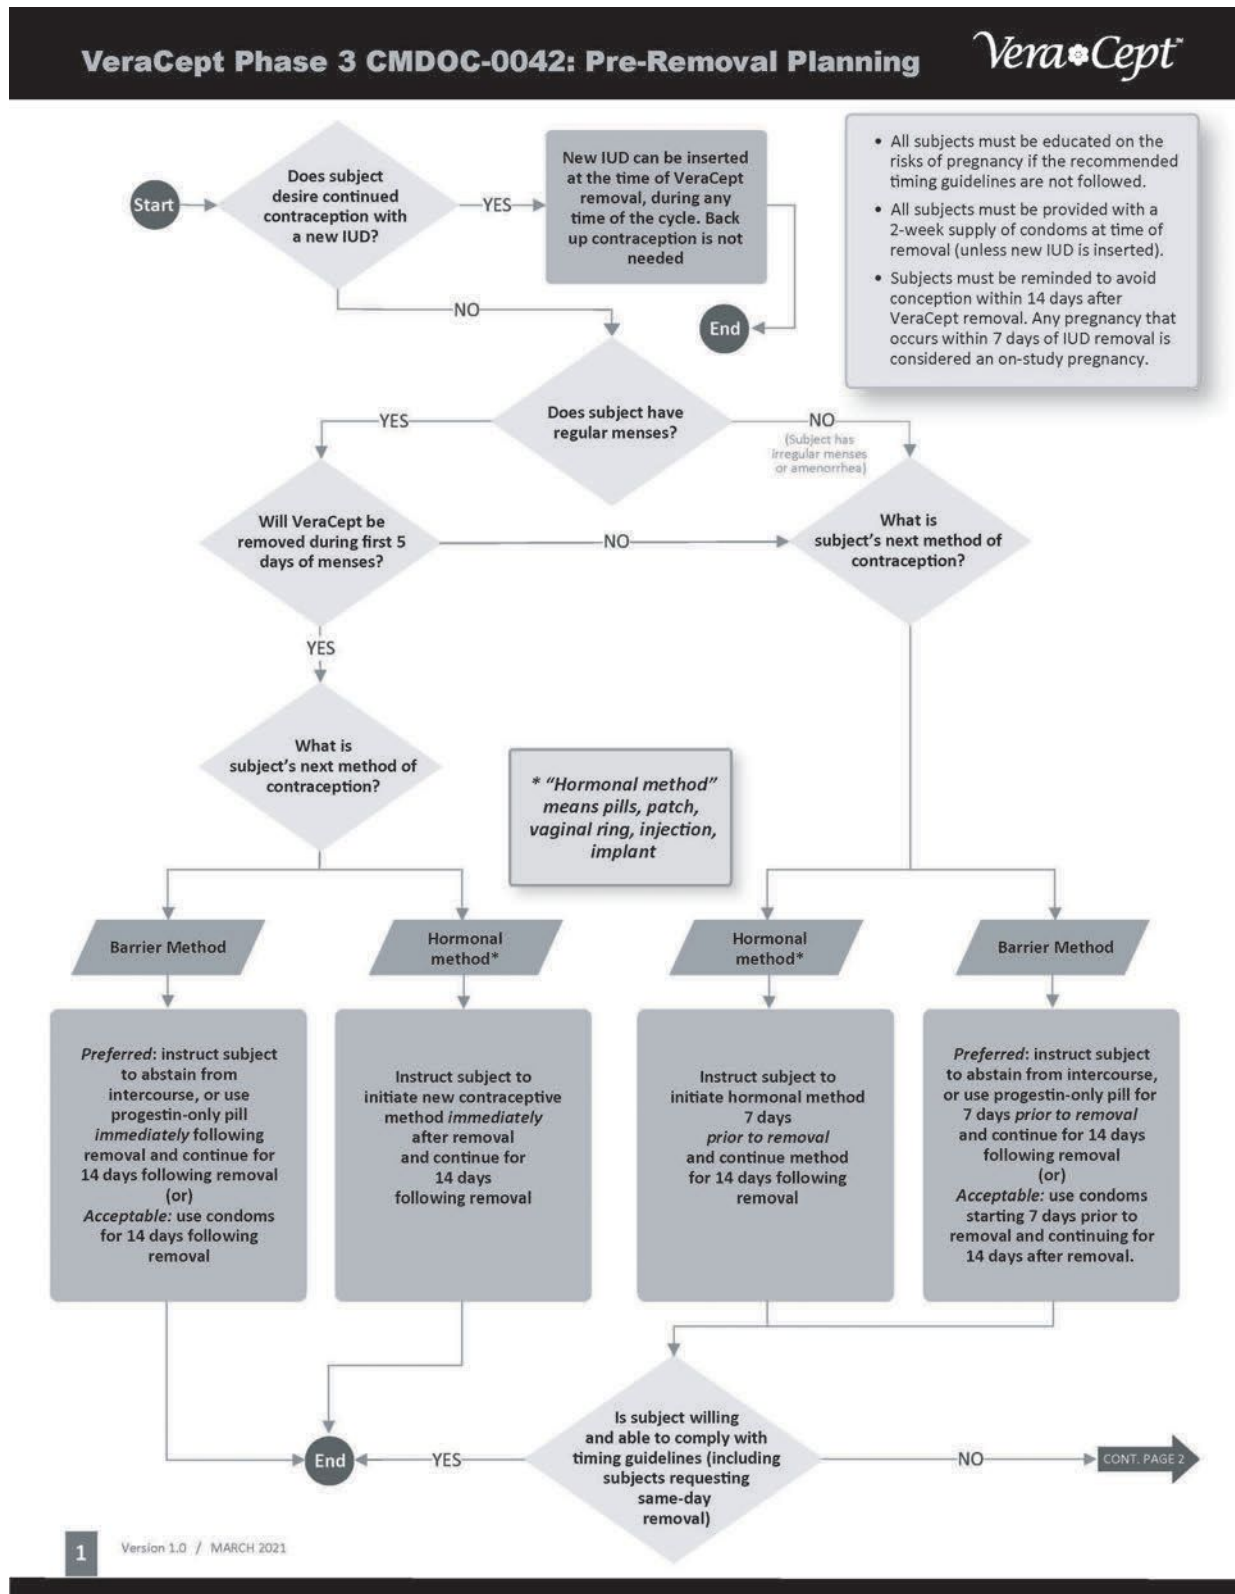 VeraCept Phase 3 CMDOC-0042: Pre-Removal Planning
Vera Cept™
Start
Does subject
desire continued
contraception with
a new IUD?
YES
New IUD can be inserted
at the time of VeraCept
removal, during any
time of the cycle. Back
up contraception is not
needed
End
• All subjects must be educated on the
risks of pregnancy if the recommended
timing guidelines are not followed.
• All subjects must be provided with a
2-week supply of condoms at time of
removal (unless new IUD is inserted).
• Subjects must be reminded to avoid
conception within 14 days after
VeraCept removal. Any pregnancy that
occurs within 7 days of IUD removal is
considered an on-study pregnancy.
NO
Does subject have
regular menses?
YES
NO
(Subject has
irregular menses
or amenorrhea)
Will VeraCept be
removed during first 5
days of menses?
NO
What is
subject's next method of
contraception?
YES
What is
subject's next method of
contraception?
* "Hormonal method"
means pills, patch,
vaginal ring, injection,
implant
Barrier Method
Hormonal
method*
Hormonal
method*
Barrier Method
Preferred: instruct subject
to abstain from
intercourse, or use
progestin-only pill
immediately following
removal and continue for
14 days following removal
(or)
Acceptable: use condoms
for 14 days following
removal
Instruct subject to
initiate new contraceptive
method immediately
after removal
and continue for
14 days
following removal
Instruct subject to
initiate hormonal method
7 days
prior to removal
and continue method
for 14 days following
removal
Preferred: instruct subject
to abstain from intercourse,
or use progestin-only pill for
7 days prior to removal
and continue for 14 days
following removal
(or)
Acceptable: use condoms
starting 7 days prior to
removal and continuing for
14 days after removal.
End
YES
Is subject willing
and able to comply with
timing guidelines (including
subjects requesting
same-day
removal)
NO
CONT. PAGE 2
1
Version 1.0 / MARCH 2021